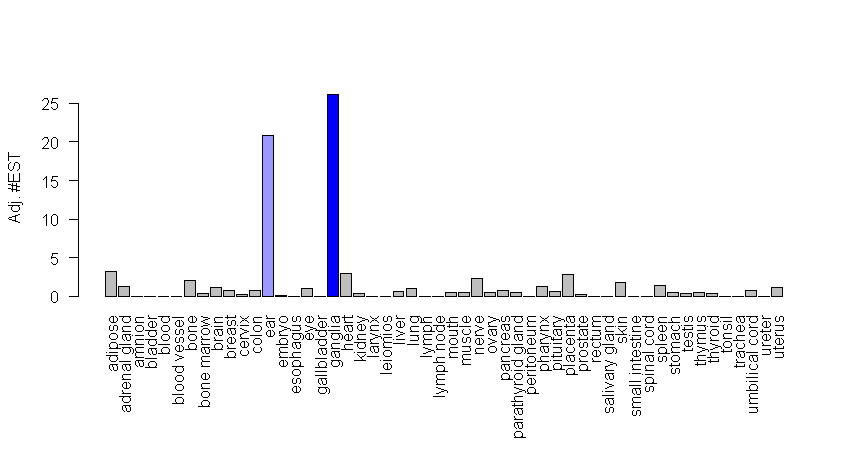 Adj. #EST
25
20
15
10
5
0
adipose
adrenal gland
amnion
bladder
blood
blood vessel
bone
bone marrow
brain
breast
cervix
colon
ear
embryo
esophagus
eye
gallbladder
ganglia
heart
kidney
larynx
leiomios
liver
lung
lymph
lymph node
mouth
muscle
nerve
ovary
pancreas
parathyroid gland
peritoneum
pharynx
pituitary
placenta
prostate
rectum
salivary gland
skin
small intestine
spinal cord
spleen
stomach
testis
thymus
thyroid
tonsil
trachea
umbilical cord
ureter
uterus